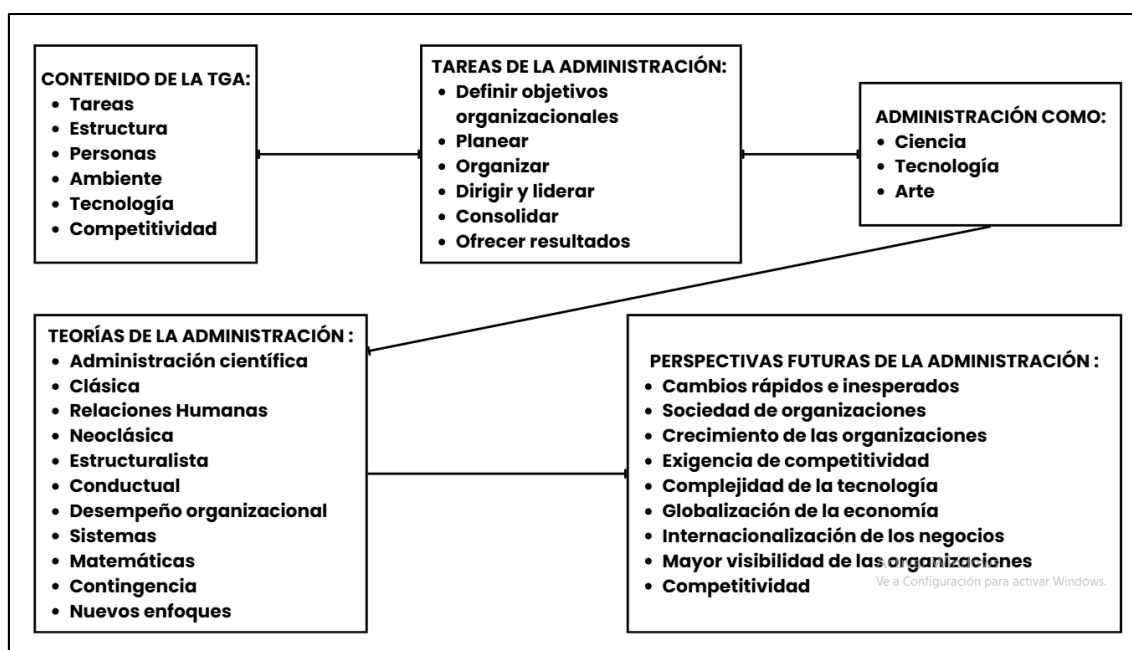 CONTENIDO DE LA TGA:
• Tareas
• Estructura
• Personas
• Ambiente
• Tecnología
• Competitividad
TAREAS DE LA ADMINISTRACIÓN:
• Definir objetivos
organizacionales
• Planear
• Organizar
• Dirigir y liderar
• Consolidar
• Ofrecer resultados
ADMINISTRACIÓN COMO:
• Ciencia
• Tecnología
• Arte
TEORÍAS DE LA ADMINISTRACIÓN :
• Administración científica
• Clásica
• Relaciones Humanas
• Neoclásica
• Estructuralista
• Conductual
• Desempeño organizacional
• Sistemas
• Matemáticas
• Contingencia
• Nuevos enfoques
PERSPECTIVAS FUTURAS DE LA ADMINISTRACIÓN :
• Cambios rápidos e inesperados
• Sociedad de organizaciones
• Crecimiento de las organizaciones
• Exigencia de competitividad
• Complejidad de la tecnología
• Globalización de la economía
• Internacionalización de los negocios
• Mayor visibilidad de las organizaciones
• Competitividad
Ve a Configuración para activar Windows.